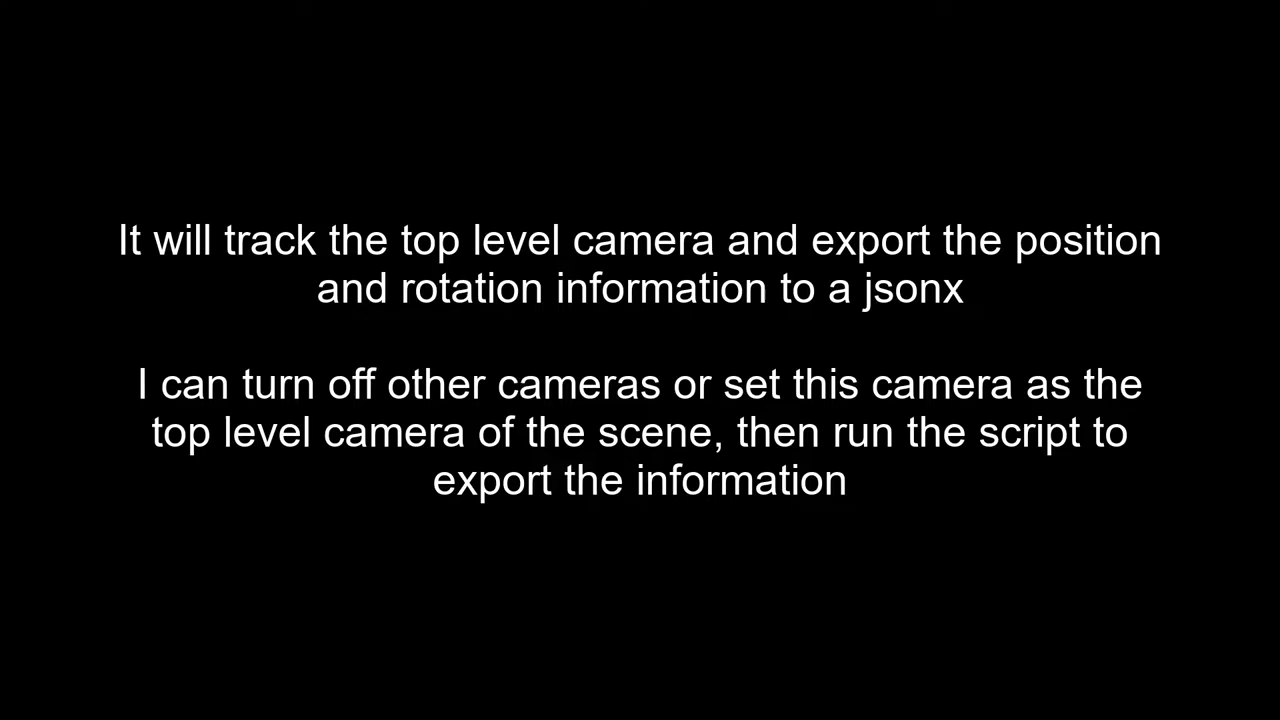 It will track the top level camera and export the position
and rotation information to a jsonx
I can turn off other cameras or set this camera as the
top level camera of the scene, then run the script to
export the information